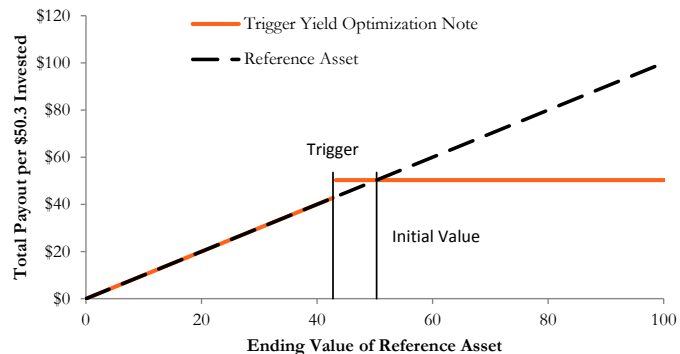 Total Payout per $50.3 Invested
$120
$100
$80
$60
$40
$20
$0
Trigger Yield Optimization Note
Reference Asset
Trigger
Initial Value
0
20
40
60
80
100
Ending Value of Reference Asset